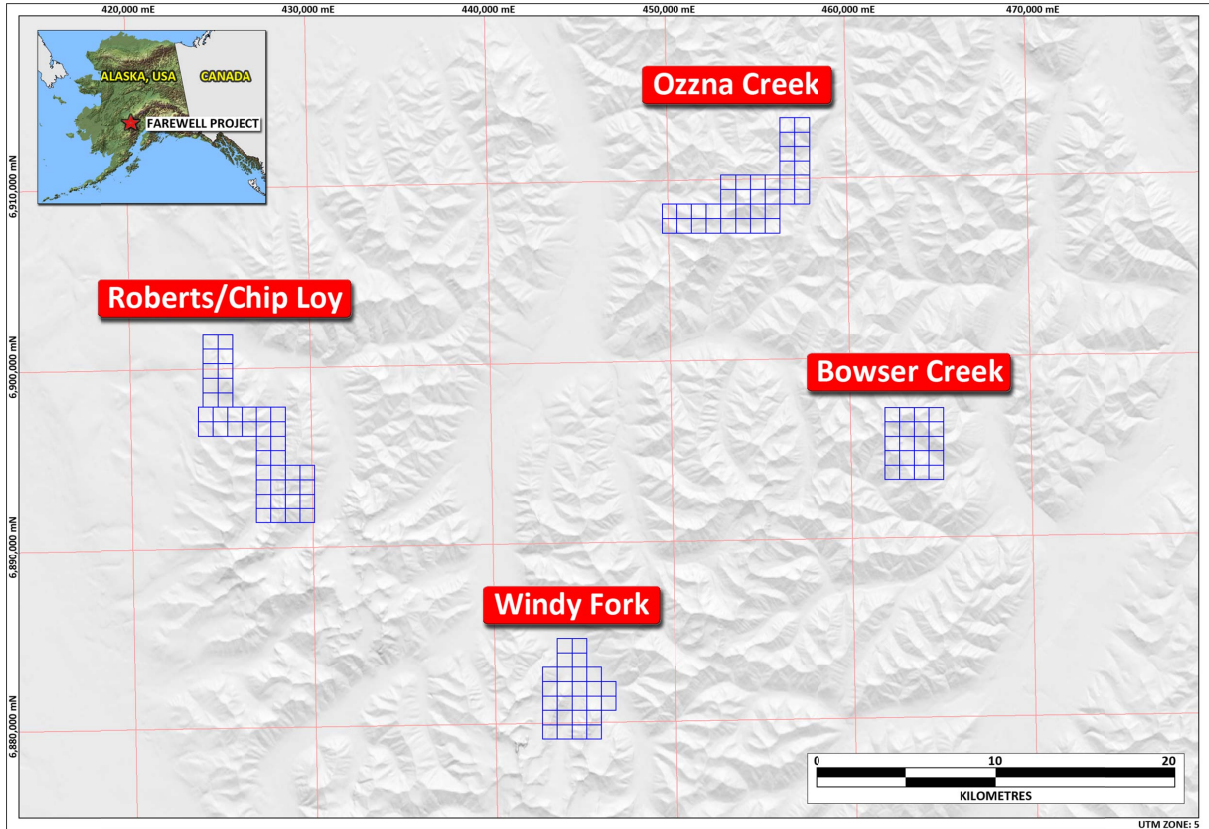 420,000 mE
430,000 mE
440,000 mE
450,000 mE
460,000 mE
470,000 mE
ALASKA, USA
CANADA
FAREWELL PROJECT
Ozzna Creek
6,910,000 mN
Roberts/Chip Loy
6,900,000 mN
Bowser Creek
6,890,000 mN
Windy Fork
6,880,000 mN
0
10
20
KILOMETRES
UTM ZONE: 5